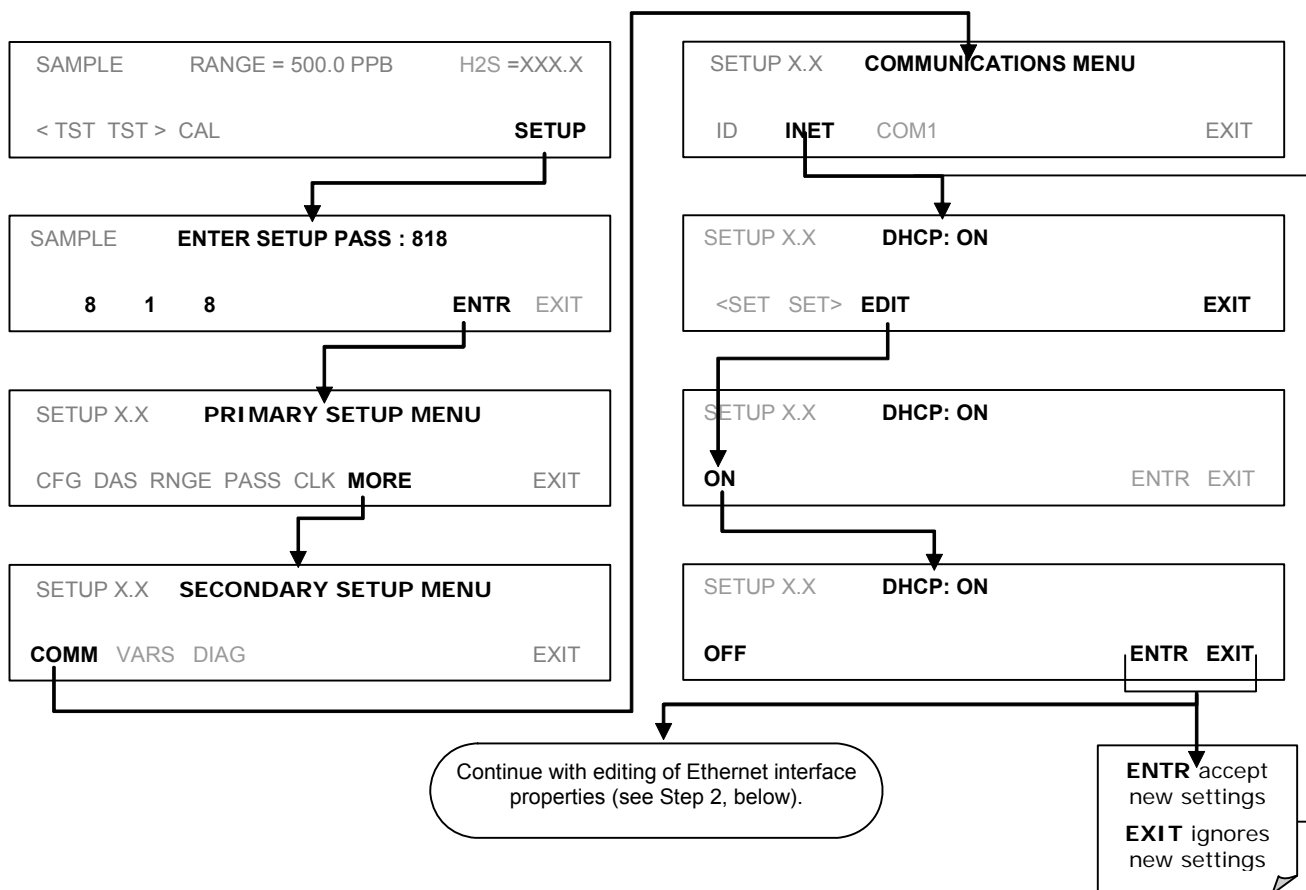 SAMPLE RANGE = 500.0 PPB H2S =XXX.X
< TST TST > CAL SETUP
SAMPLE ENTER SETUP PASS : 818
8 1 8 ENTR EXIT
SETUP X.X PRIMARY SETUP MENU
CFG DAS RNGE PASS CLK MORE EXIT
SETUP X.X SECONDARY SETUP MENU
COMM VARS DIAG EXIT
SETUP X.X COMMUNICATIONS MENU
ID INET COM1 EXIT
SETUP X.X DHCP: ON
<SET SET> EDIT EXIT
SETUP X.X DHCP: ON
ON ENTR EXIT
SETUP X.X DHCP: ON
OFF ENTR EXIT
Continue with editing of Ethernet interface
properties (see Step 2, below).
ENTR accept
new settings
EXIT ignores
new settings